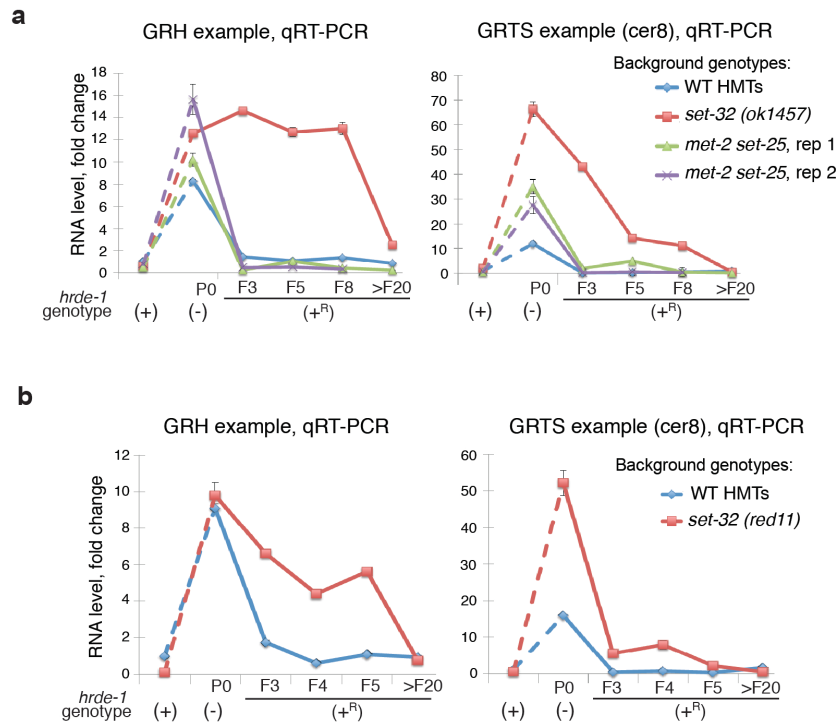 a
GRH example, qRT-PCR
RNA level, fold change
18
16
14
12
10
8
6
4
2
0
P0 F3 F5 F8 >F20
hrde-1
genotype
(+) (-) (+R)
GRTS example (cer8), qRT-PCR
Background genotypes:
WT HMTs
set-32 (ok1457)
met-2 set-25, rep 1
met-2 set-25, rep 2
80
70
60
50
40
30
20
10
0
P0 F3 F5 F8 >F20
(+) (-) (+R)
b
GRH example, qRT-PCR
RNA level, fold change
12
10
8
6
4
2
0
P0 F3 F4 F5 >F20
hrde-1
genotype
(+) (-) (+R)
GRTS example (cer8), qRT-PCR
Background genotypes:
WT HMTs
set-32 (red11)
60
50
40
30
20
10
0
P0 F3 F4 F5 >F20
(+) (-) (+R)